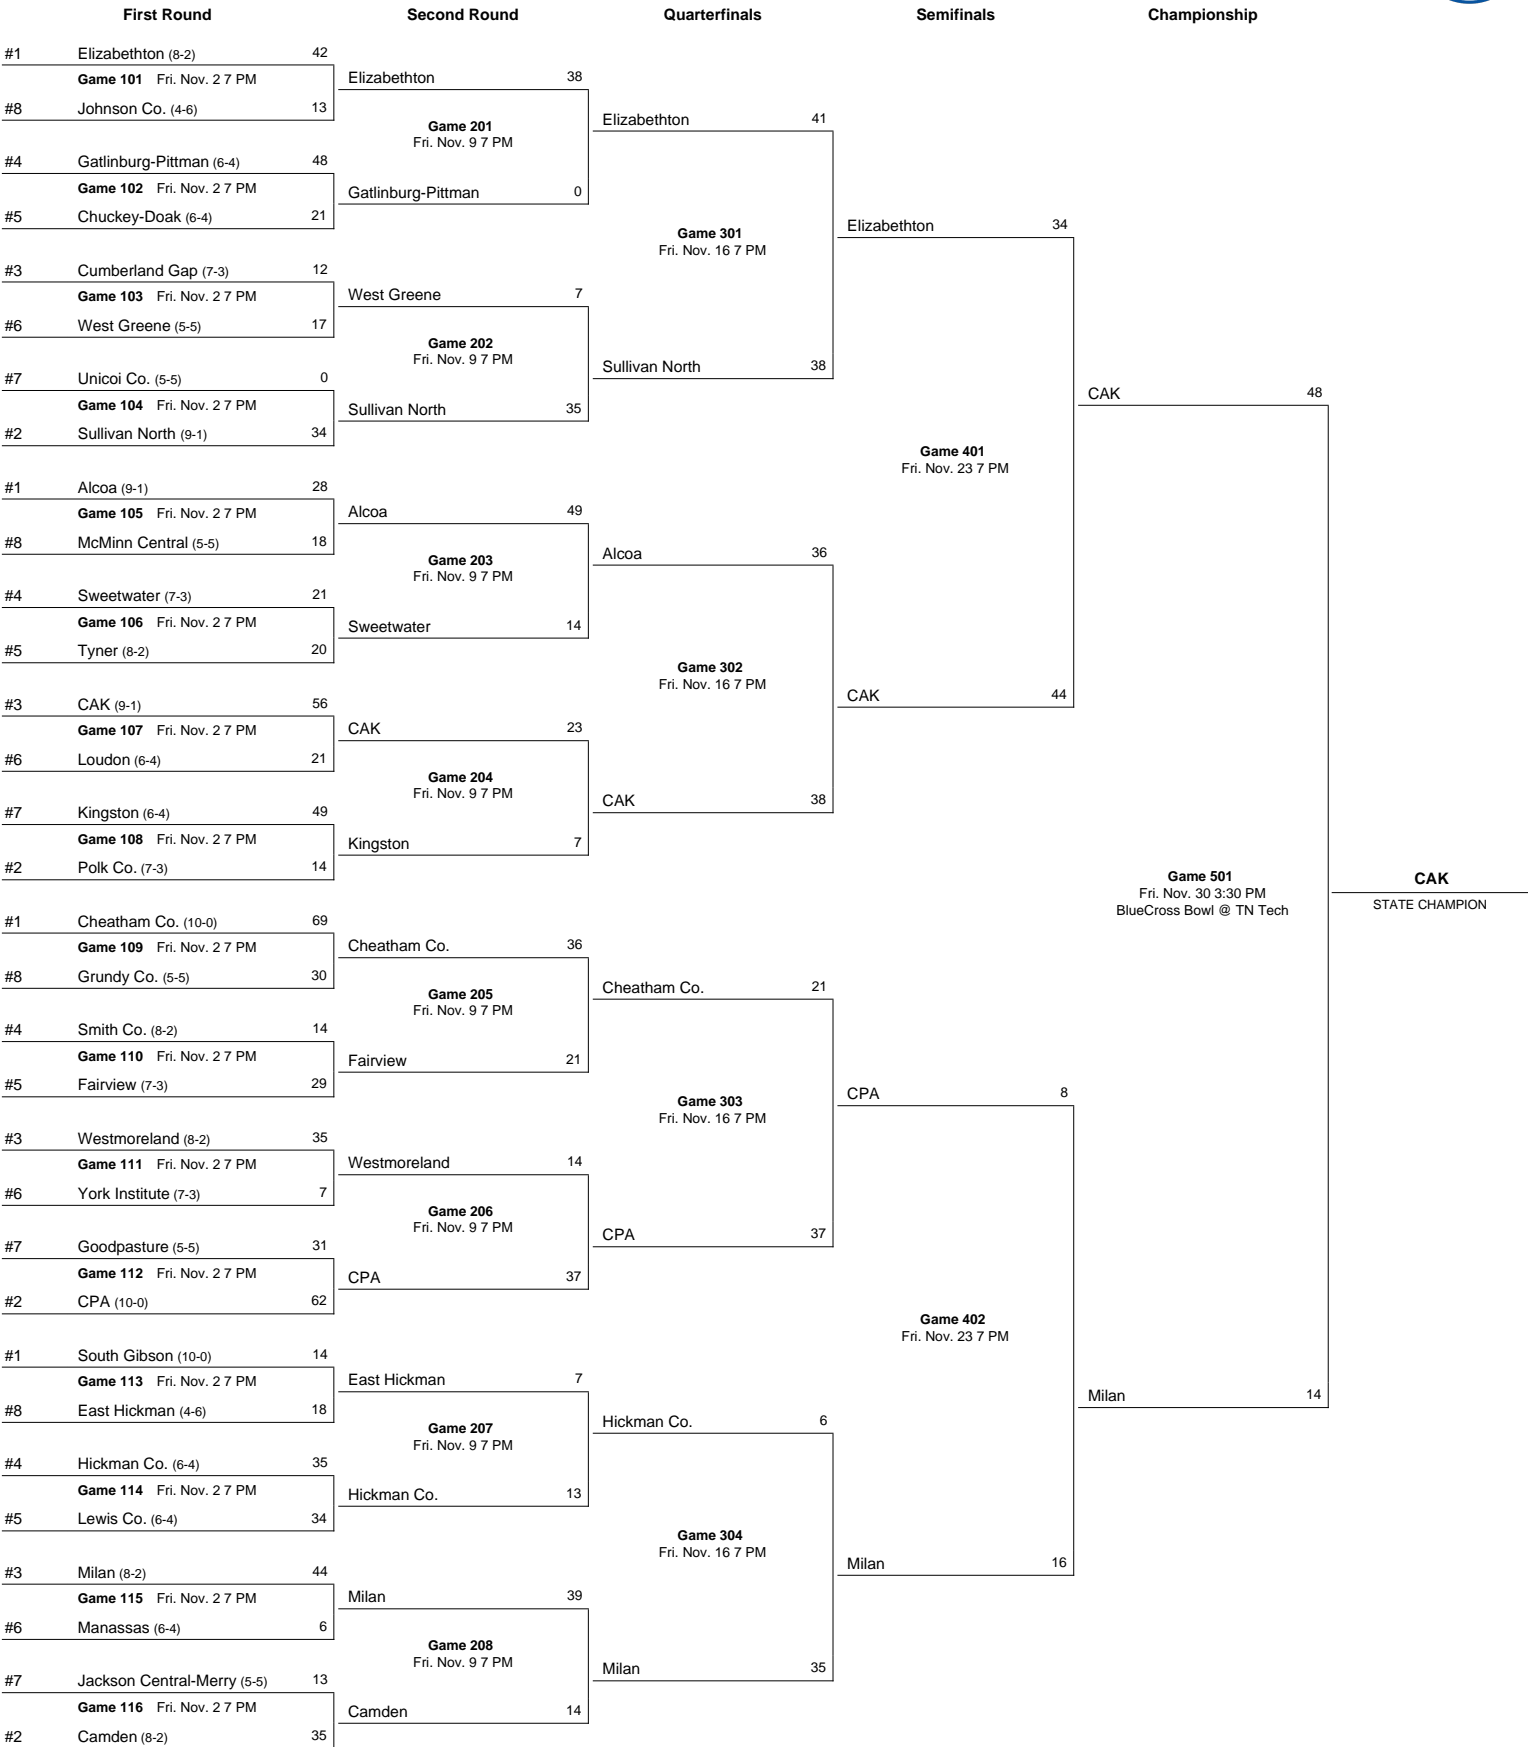 First Round Second Round Quarterfinals Semifinals Championship
#1 Elizabethton (8-2) 42
Game 101 Fri. Nov. 2 7 PM
#8 Johnson Co. (4-6) 13
#4 Gatlinburg-Pittman (6-4) 48
Game 102 Fri. Nov. 2 7 PM
#5 Chuckey-Doak (6-4) 21
#3 Cumberland Gap (7-3) 12
Game 103 Fri. Nov. 2 7 PM
#6 West Greene (5-5) 17
#7 Unicoi Co. (5-5) 0
Game 104 Fri. Nov. 2 7 PM
#2 Sullivan North (9-1) 34
#1 Alcoa (9-1) 28
Game 105 Fri. Nov. 2 7 PM
#8 McMinn Central (5-5) 18
#4 Sweetwater (7-3) 21
Game 106 Fri. Nov. 2 7 PM
#5 Tyner (8-2) 20
#3 CAK (9-1) 56
Game 107 Fri. Nov. 2 7 PM
#6 Loudon (6-4) 21
#7 Kingston (6-4) 49
Game 108 Fri. Nov. 2 7 PM
#2 Polk Co. (7-3) 14
#1 Cheatham Co. (10-0) 69
Game 109 Fri. Nov. 2 7 PM
#8 Grundy Co. (5-5) 30
#4 Smith Co. (8-2) 14
Game 110 Fri. Nov. 2 7 PM
#5 Fairview (7-3) 29
#3 Westmoreland (8-2) 35
Game 111 Fri. Nov. 2 7 PM
#6 York Institute (7-3) 7
#7 Goodpasture (5-5) 31
Game 112 Fri. Nov. 2 7 PM
#2 CPA (10-0) 62
#1 South Gibson (10-0) 14
Game 113 Fri. Nov. 2 7 PM
#8 East Hickman (4-6) 18
#4 Hickman Co. (6-4) 35
Game 114 Fri. Nov. 2 7 PM
#5 Lewis Co. (6-4) 34
#3 Milan (8-2) 44
Game 115 Fri. Nov. 2 7 PM
#6 Manassas (6-4) 6
#7 Jackson Central-Merry (5-5) 13
Game 116 Fri. Nov. 2 7 PM
#2 Camden (8-2) 35
Elizabethton 38
Game 201
Fri. Nov. 9 7 PM
Gatlinburg-Pittman 0
West Greene 7
Game 202
Fri. Nov. 9 7 PM
Sullivan North 35
Alcoa 49
Game 203
Fri. Nov. 9 7 PM
Sweetwater 14
CAK 23
Game 204
Fri. Nov. 9 7 PM
Kingston 7
Cheatham Co. 36
Game 205
Fri. Nov. 9 7 PM
Fairview 21
Westmoreland 14
Game 206
Fri. Nov. 9 7 PM
CPA 37
East Hickman 7
Game 207
Fri. Nov. 9 7 PM
Hickman Co. 13
Milan 39
Game 208
Fri. Nov. 9 7 PM
Camden 14
Elizabethton 41
Game 301
Fri. Nov. 16 7 PM
Sullivan North 38
Alcoa 36
Game 302
Fri. Nov. 16 7 PM
CAK 38
Cheatham Co. 21
Game 303
Fri. Nov. 16 7 PM
CPA 37
Hickman Co. 6
Game 304
Fri. Nov. 16 7 PM
Milan 35
Elizabethton 34
Game 401
Fri. Nov. 23 7 PM
CAK 44
CPA 8
Game 402
Fri. Nov. 23 7 PM
Milan 16
CAK 48
Game 501
Fri. Nov. 30 3:30 PM
BlueCross Bowl @ TN Tech
Milan 14
CAK
STATE CHAMPION